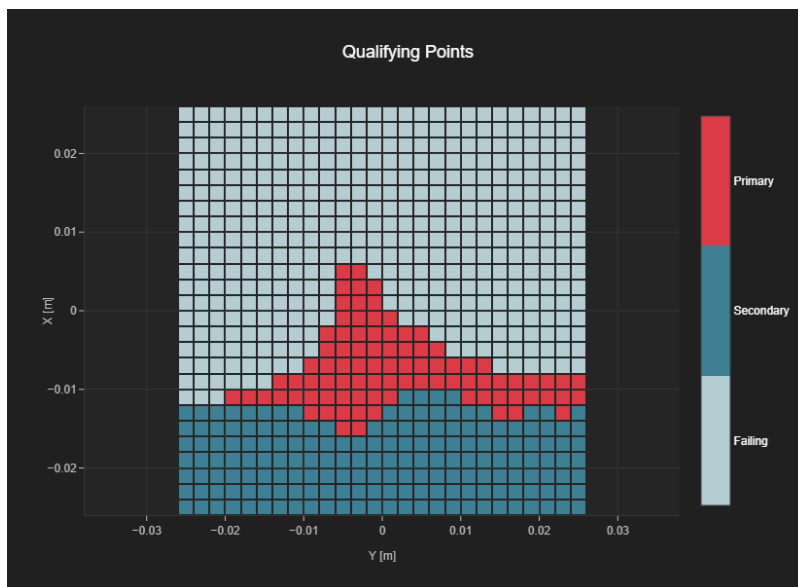 Qualifying Points
0.02
0.01
0
−0.01
−0.02
X [m]
−0.03
−0.02
−0.01
0
0.01
0.02
0.03
Y [m]
Primary
Secondary
Failing